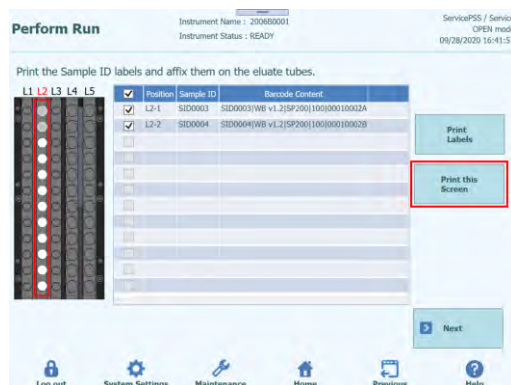 Perform Run
Instrument Name : 2006B0001
Instrument Status : READY
ServicePSS / Servic
OPEN mod
09/28/2020 16:41:5
Print the Sample ID labels and affix them on the eluate tubes.
L1 L2 L3 L4 L5
Position Sample ID Barcode Content
L2-1 SID0003 SID0003|WB v1.2|SP200|100|00010002A
L2-2 SID0004 SID0004|WB v1.2|SP200|100|00010002B
Print
Labels
Print this
Screen
Next
Log out System Settings Maintenance Home Previous Help